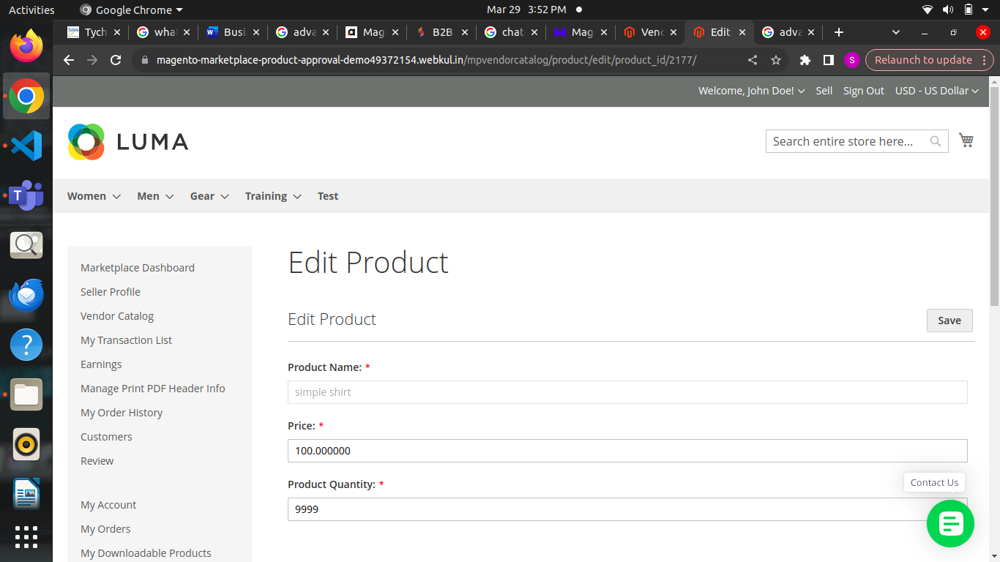 Activities Google Chrome Mar 29 3:52 PM
Tych wha Busi adva Mag B2B chat Mag Venc Edit adva
magento-marketplace-product-approval-demo49372154.webkul.in/mpvendorcatalog/product/edit/product_id/2177/ S Relaunch to update
Welcome, John Doe! Sell Sign Out USD - US Dollar
LUMA
Search entire store here...
Women Men Gear Training Test
Marketplace Dashboard
Seller Profile
Vendor Catalog
My Transaction List
Earnings
Manage Print PDF Header Info
My Order History
Customers
Review
My Account
My Orders
My Downloadable Products
Edit Product
Edit Product Save
Product Name: *
simple shirt
Price: *
100.000000
Product Quantity: *
9999
Contact Us